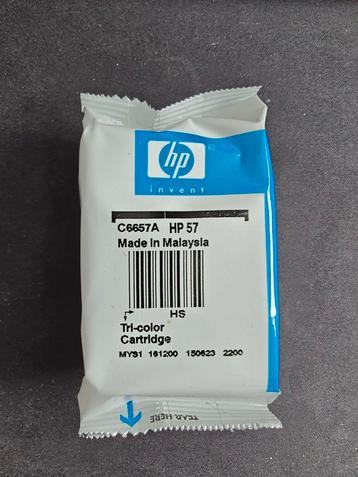 hp
®
invent
C6657A HP 57
Made In Malaysia
HS
Tri-color
Cartridge
MYS1 161200 150623 2200
TEAR HERE